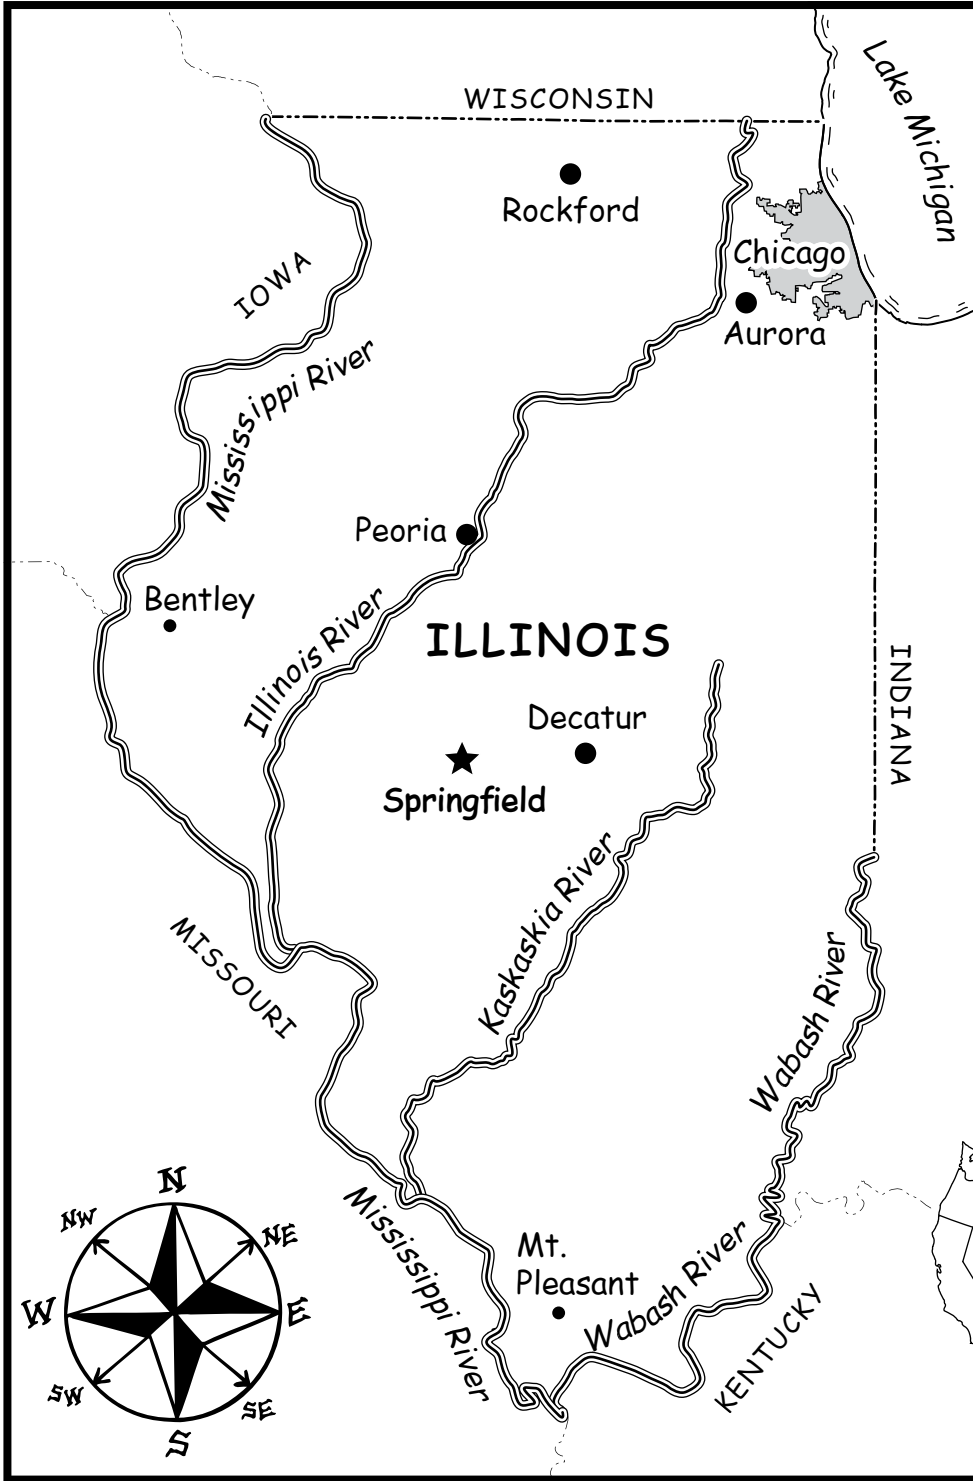 WISCONSIN
Lake Michigan
Rockford
Chicago
IOWA
Aurora
Mississippi River
Peoria
Bentley
ILLINOIS
Illinois River
INDIANA
Decatur
Springfield
Kaskaskia River
MISSOURI
Wabash River
N
NW
NE
W
E
SW
SE
S
Mississippi River
Mt.
Pleasant
Wabash River
KENTUCKY